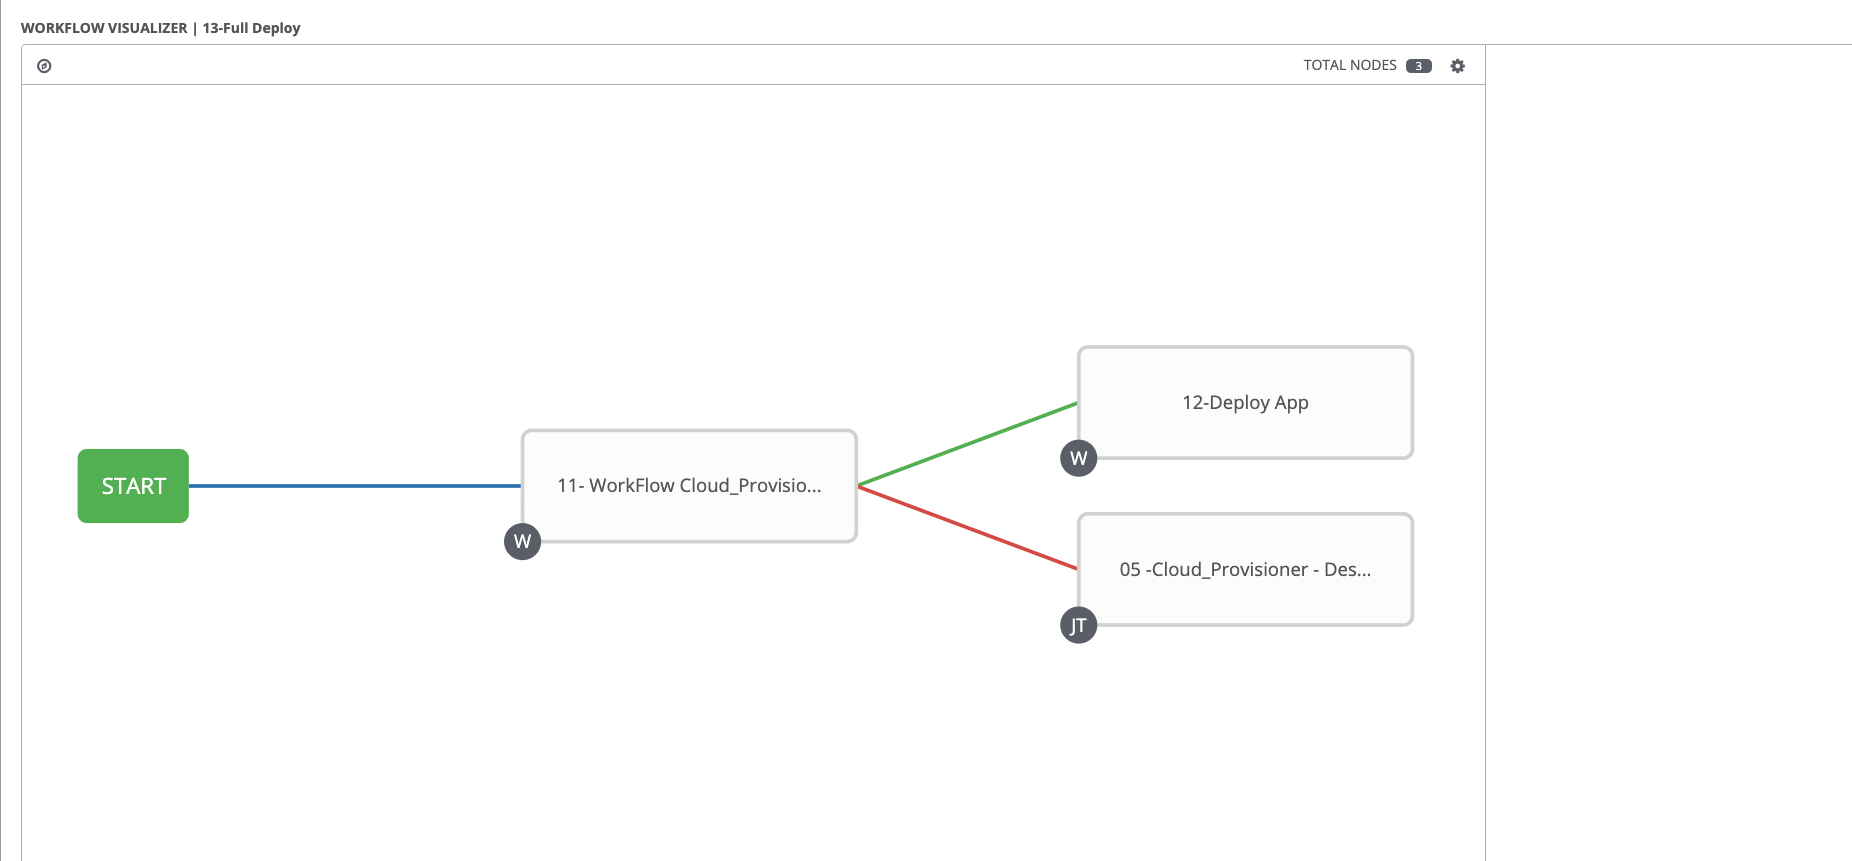 WORKFLOW VISUALIZER | 13-Full Deploy
TOTAL NODES 3
12-Deploy App
W
START
11- WorkFlow Cloud_Provisio...
W
05 -Cloud_Provisioner - Des...
JT